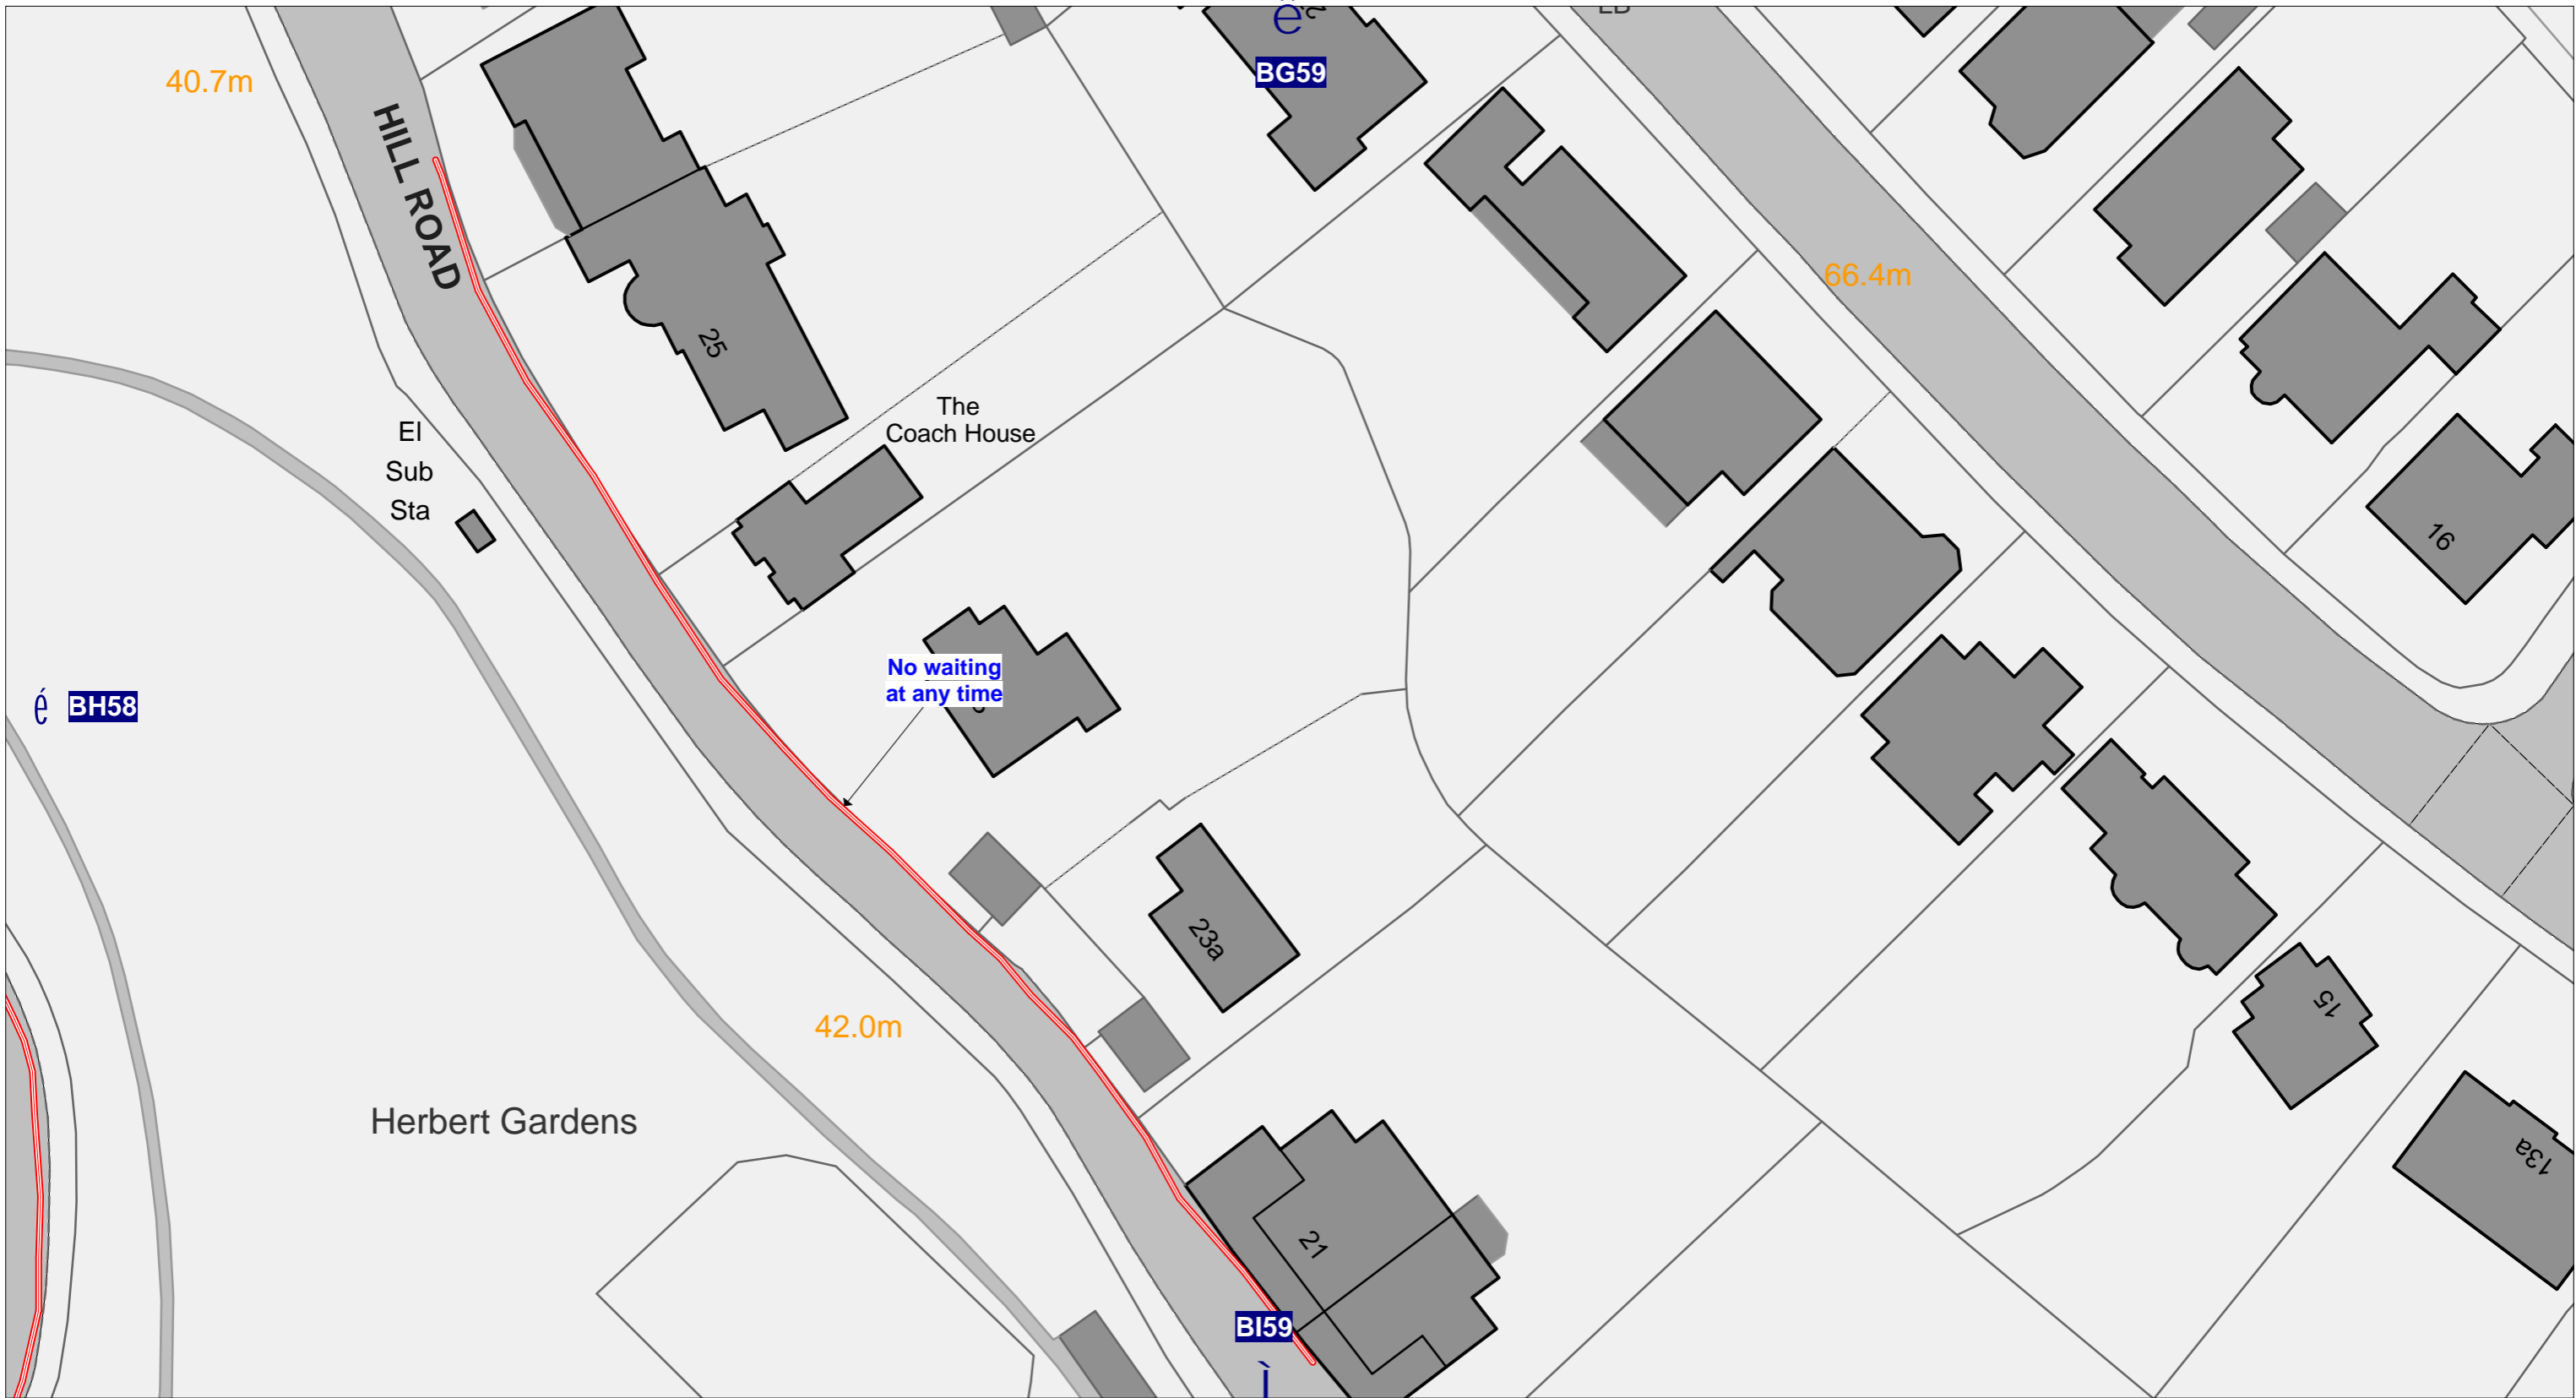 BG59
40.7m
HILL ROAD
66.4m
25
The
Coach House
El
Sub
Sta
16
No waiting
at any time
BH58
23a
15
42.0m
Herbert Gardens
13a
21
BI59